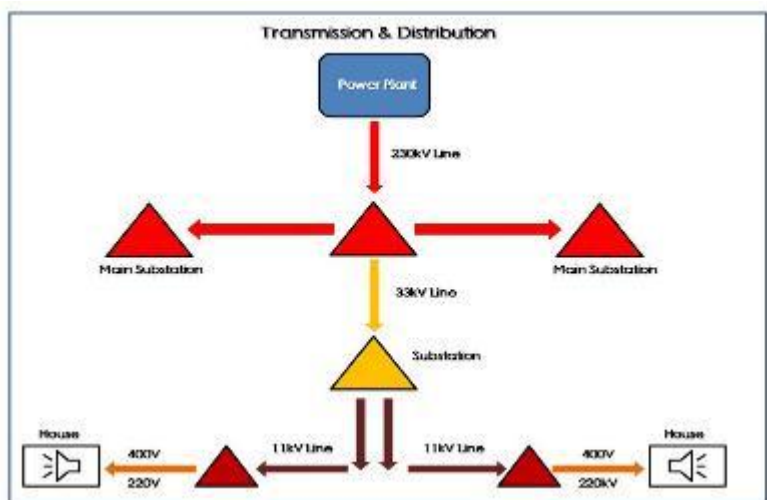 Transmission & Distribution
Power Plant
230kV Line
Main Substation
Main Substation
33kV Line
Substation
House
400V
220V
11kV Line
11kV Line
400V
220kV
House